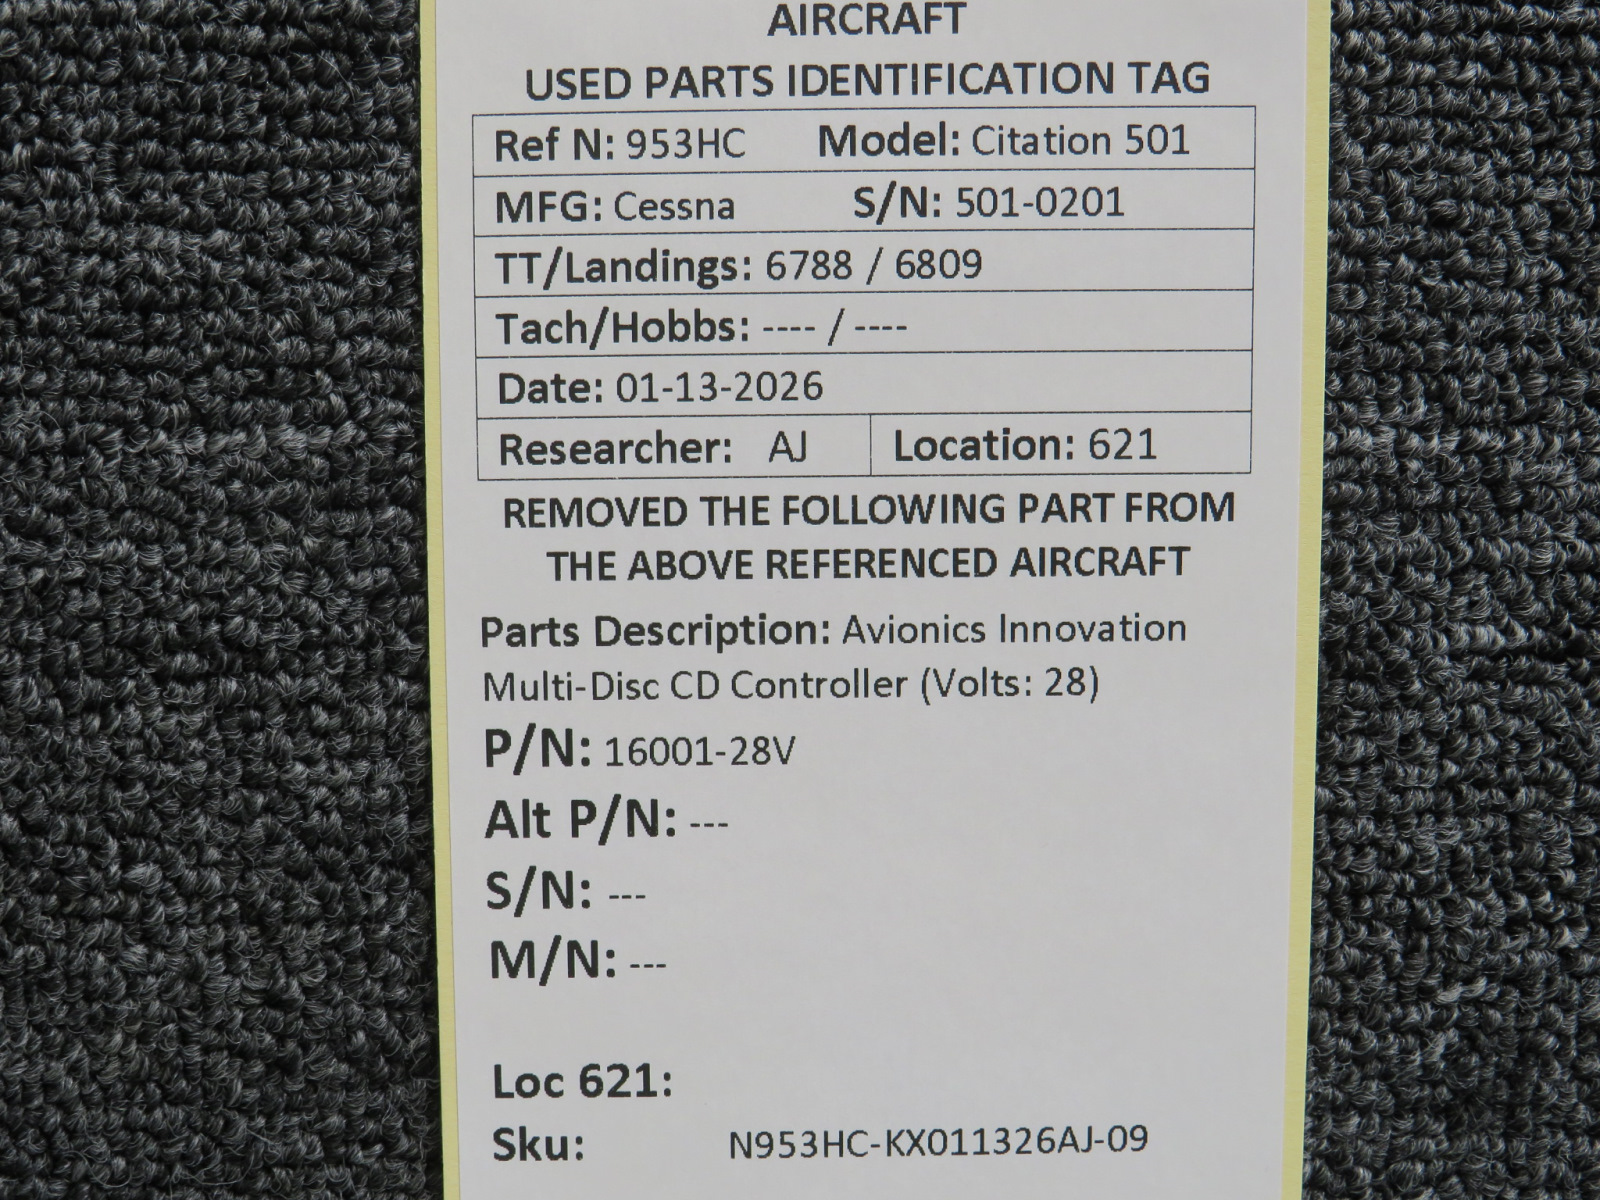 AIRCRAFT
USED PARTS IDENTIFICATION TAG
Ref N: 953HC Model: Citation 501
MFG: Cessna S/N: 501-0201
TT/Landings: 6788 / 6809
Tach/Hobbs: ---- / ----
Date: 01-13-2026
Researcher: AJ Location: 621
REMOVED THE FOLLOWING PART FROM
THE ABOVE REFERENCED AIRCRAFT
Parts Description: Avionics Innovation
Multi-Disc CD Controller (Volts: 28)
P/N: 16001-28V
Alt P/N: ---
S/N: ---
M/N: ---
Loc 621:
Sku: N953HC-KX011326AJ-09